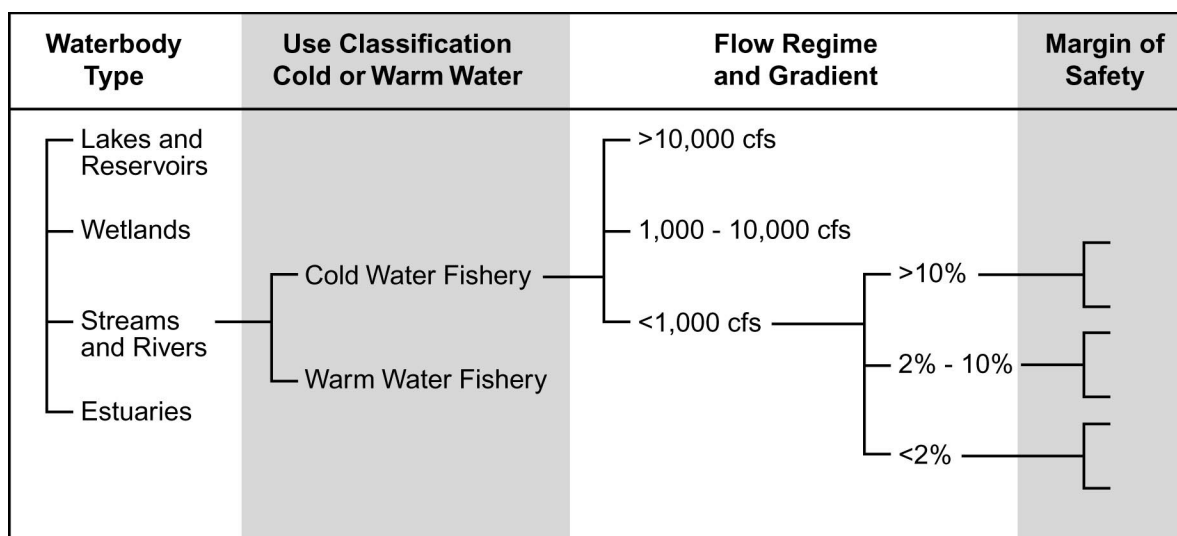 Waterbody
Type
Use Classification
Cold or Warm Water
Flow Regime
and Gradient
Margin of
Safety
Lakes and
Reservoirs
Wetlands
Streams
and Rivers
Estuaries
Cold Water Fishery
Warm Water Fishery
>10,000 cfs
1,000 - 10,000 cfs
<1,000 cfs
>10%
2% - 10%
<2%